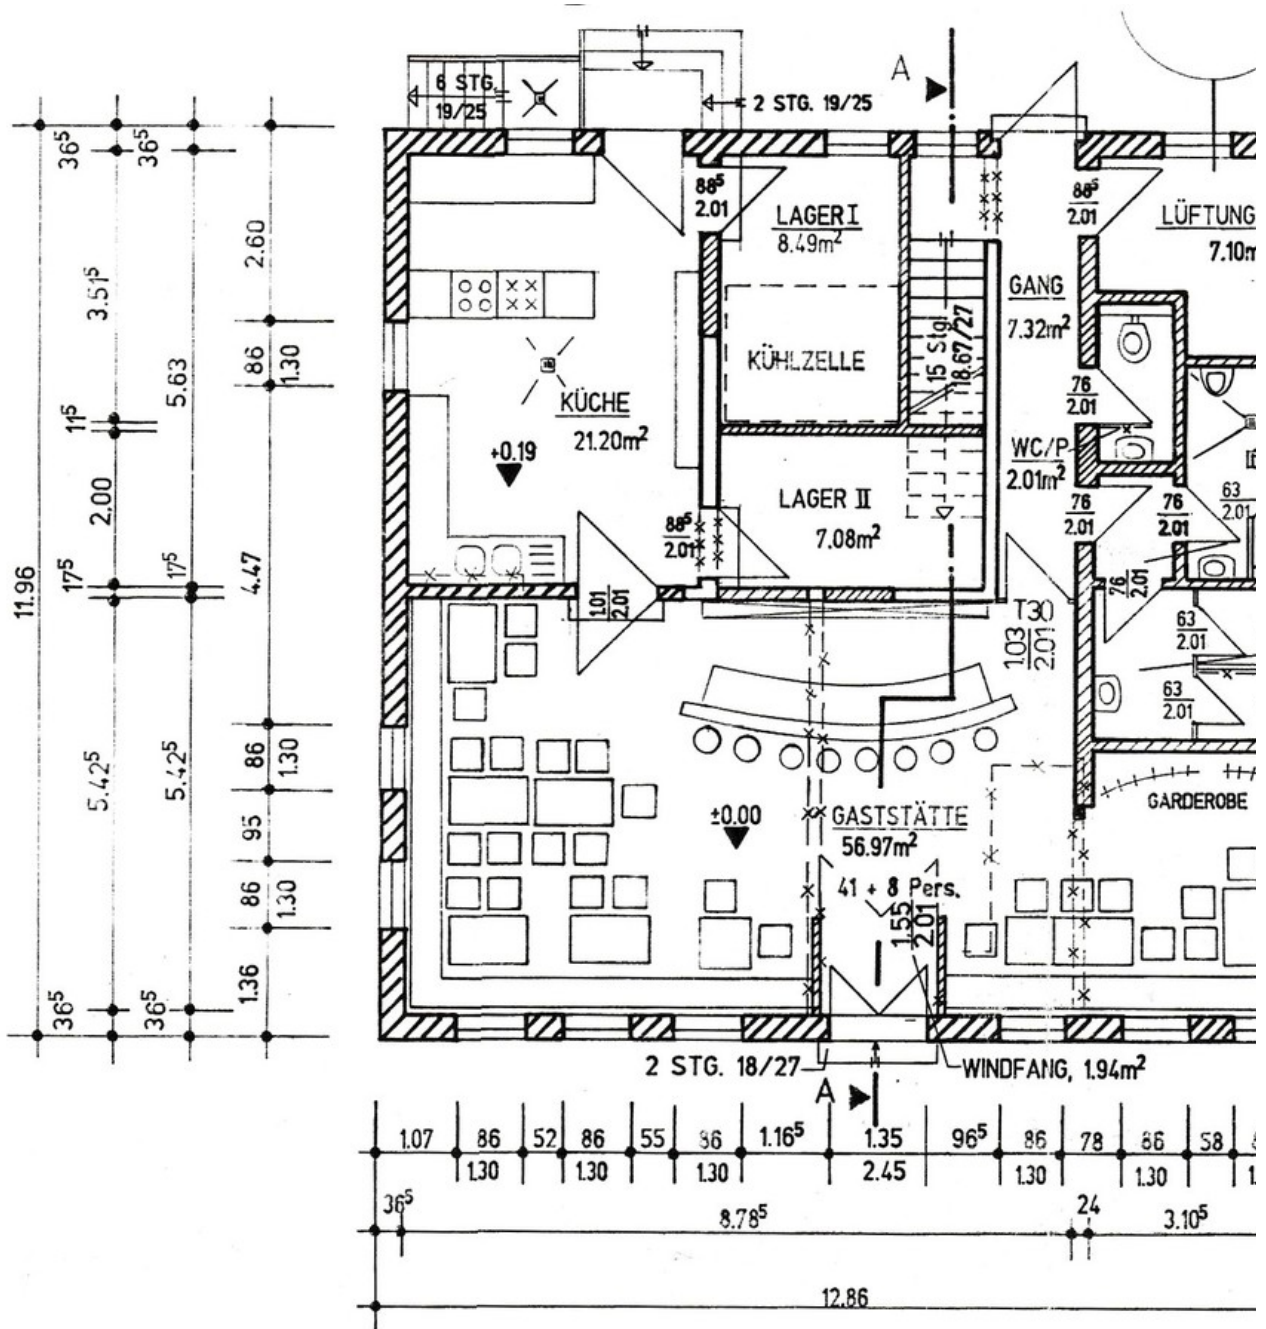 6 STG.
19/25
2 STG. 19/25
A
88⁵
2.01
LAGER I
8.49m²
88⁵
2.01
LÜFTUNG
7.10m
GANG
7.32m²
15 Stg.
18.67/27
KÜHLZELLE
KÜCHE
21.20m²
+0.19
76
2.01
WC/P
2.01m²
LAGER II
7.08m²
88⁵
2.01
76
2.01
76
2.01
63
2.01
76
2.01
1.01
2.01
T30
1.03
2.01
63
2.01
63
2.01
GARDEROBE
±0.00
GASTSTÄTTE
56.97m²
41 + 8 Pers.
1.55
2.01
2 STG. 18/27
WINDFANG, 1.94m²
A
36⁵
36⁵
2.60
3.51⁵
86
1.30
5.63
11⁵
2.00
4.47
17⁵
17⁵
11.96
86
1.30
5.42⁵
5.42⁵
95
86
1.30
1.36
36⁵
36⁵
1.07 86 52 86 55 86 1.16⁵ 1.35 96⁵ 86 78 86 58
1.30 1.30 1.30 2.45 1.30 1.30 1.
36⁵ 8.78⁵ 24 3.10⁵
12.86